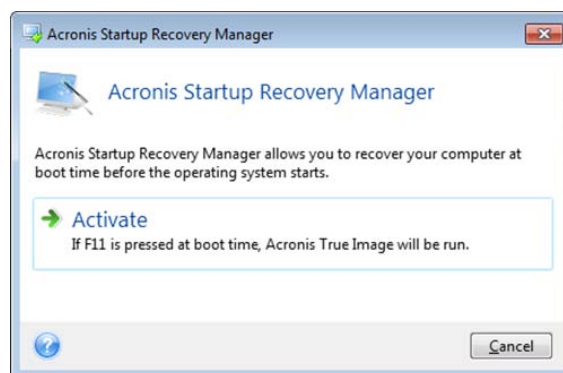 Acronis Startup Recovery Manager
Acronis Startup Recovery Manager
Acronis Startup Recovery Manager allows you to recover your computer at
boot time before the operating system starts.
Activate
If F11 is pressed at boot time, Acronis True Image will be run.
Cancel